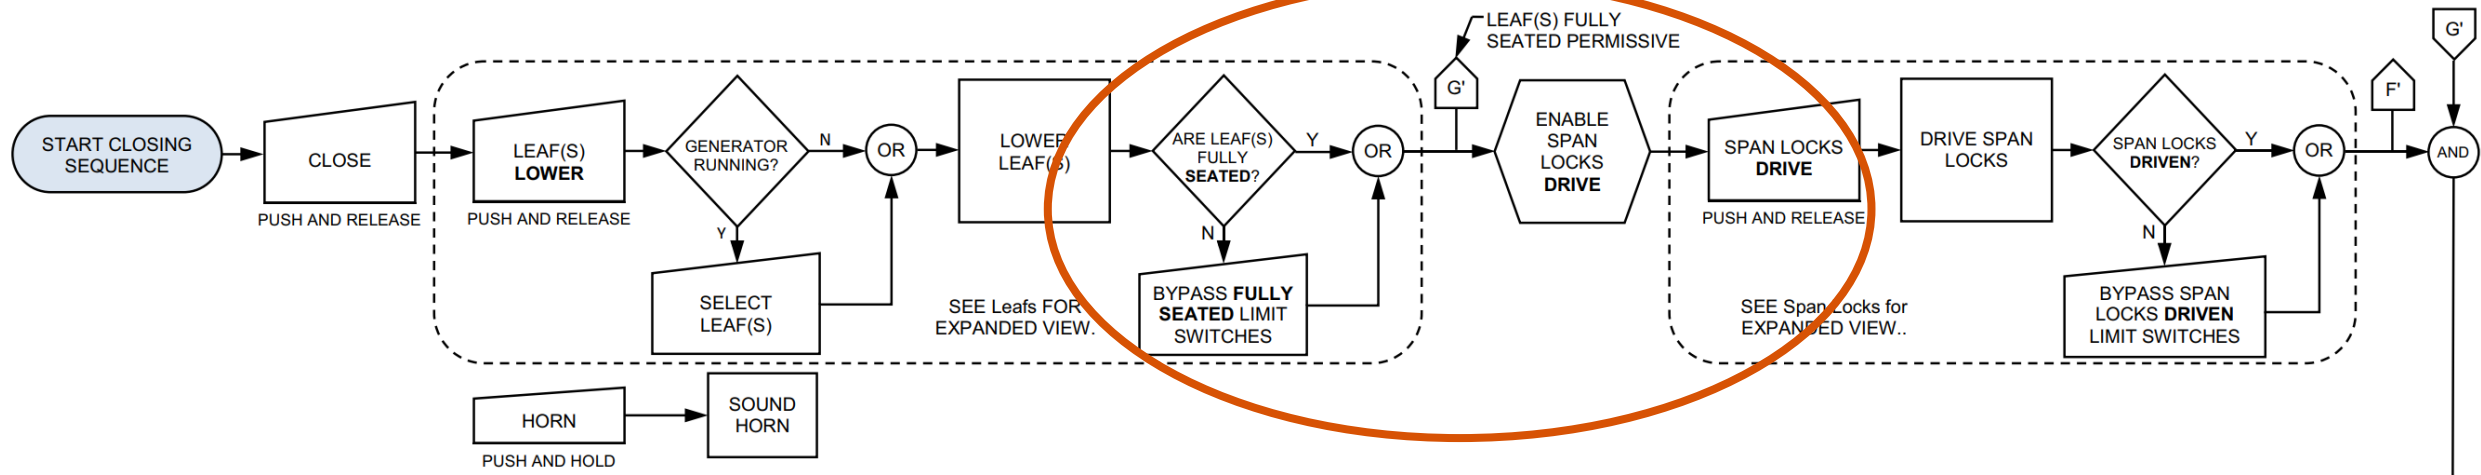 START CLOSING
SEQUENCE
CLOSE
PUSH AND RELEASE
LEAF(S)
LOWER
PUSH AND RELEASE
GENERATOR
RUNNING?
N
Y
SELECT
LEAF(S)
OR
LOWER
LEAF(S)
SEE Leafs FOR
EXPANDED VIEW.
ARE LEAF(S)
FULLY
SEATED?
Y
N
BYPASS FULLY
SEATED LIMIT
SWITCHES
OR
LEAF(S) FULLY
SEATED PERMISSIVE
G'
ENABLE
SPAN
LOCKS
DRIVE
SPAN LOCKS
DRIVE
PUSH AND RELEASE
SEE Span Locks for
EXPANDED VIEW..
DRIVE SPAN
LOCKS
SPAN LOCKS
DRIVEN?
Y
N
BYPASS SPAN
LOCKS DRIVEN
LIMIT SWITCHES
OR
F'
G'
AND
HORN
PUSH AND HOLD
SOUND
HORN